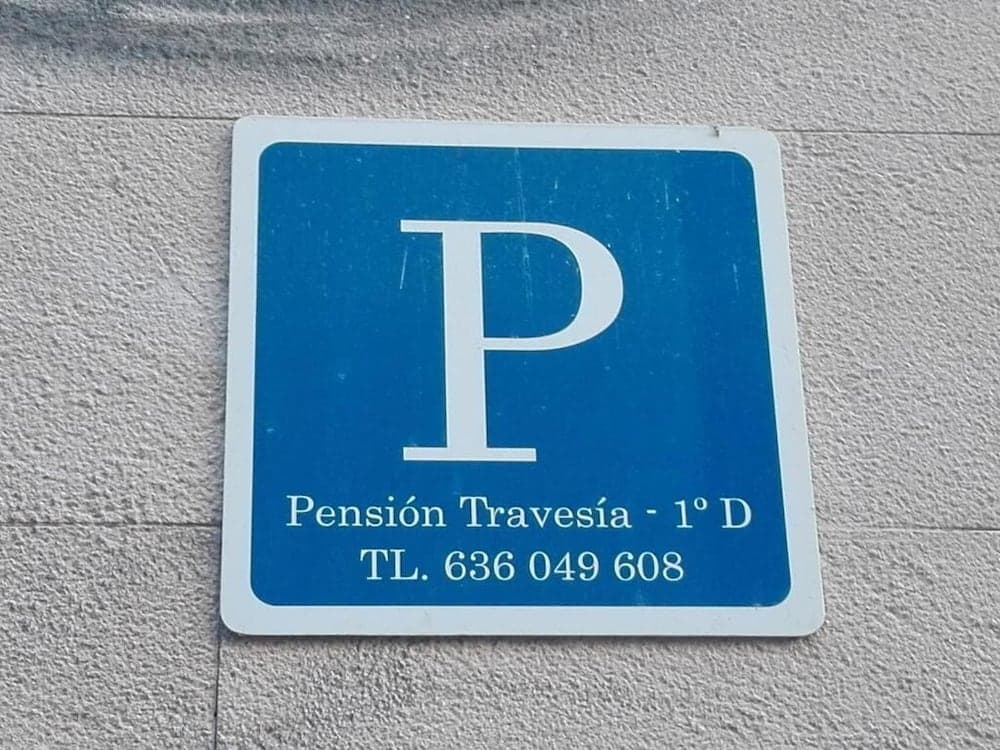 P
Pensión Travesía - 1º D
TL. 636 049 608